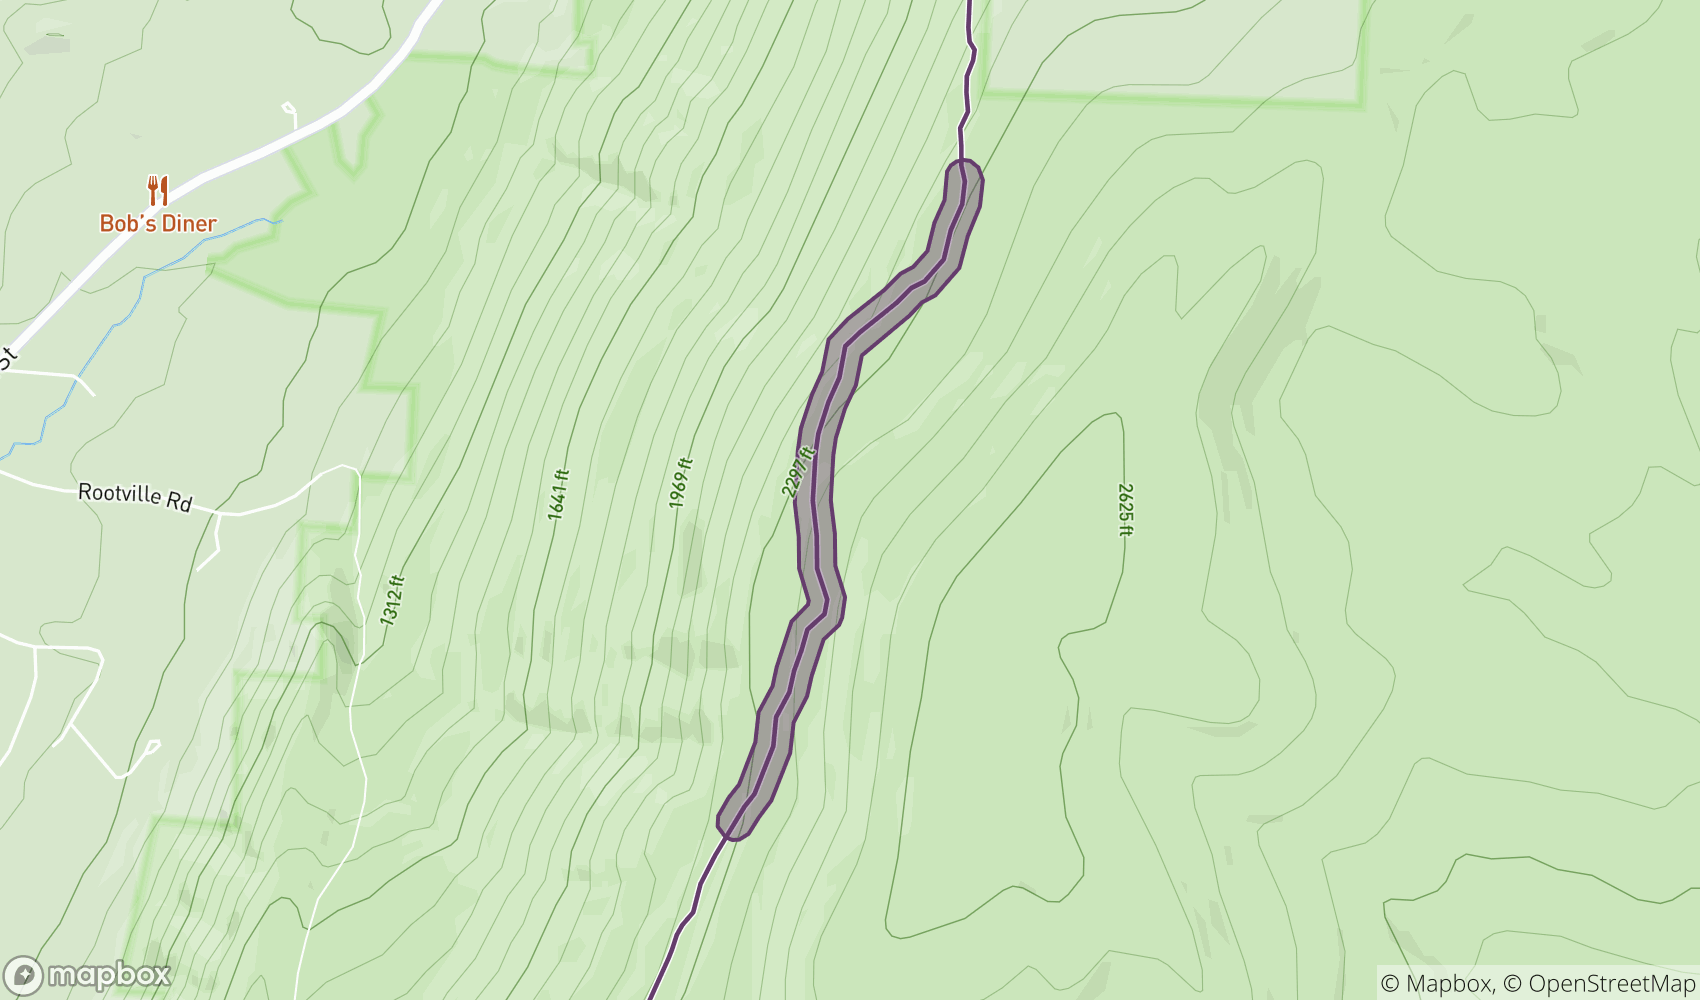 Bob's Diner
St
Rootville Rd
1641 ft
1969 ft
2297 ft
2625 ft
1312 ft
mapbox
© Mapbox, © OpenStreetMap